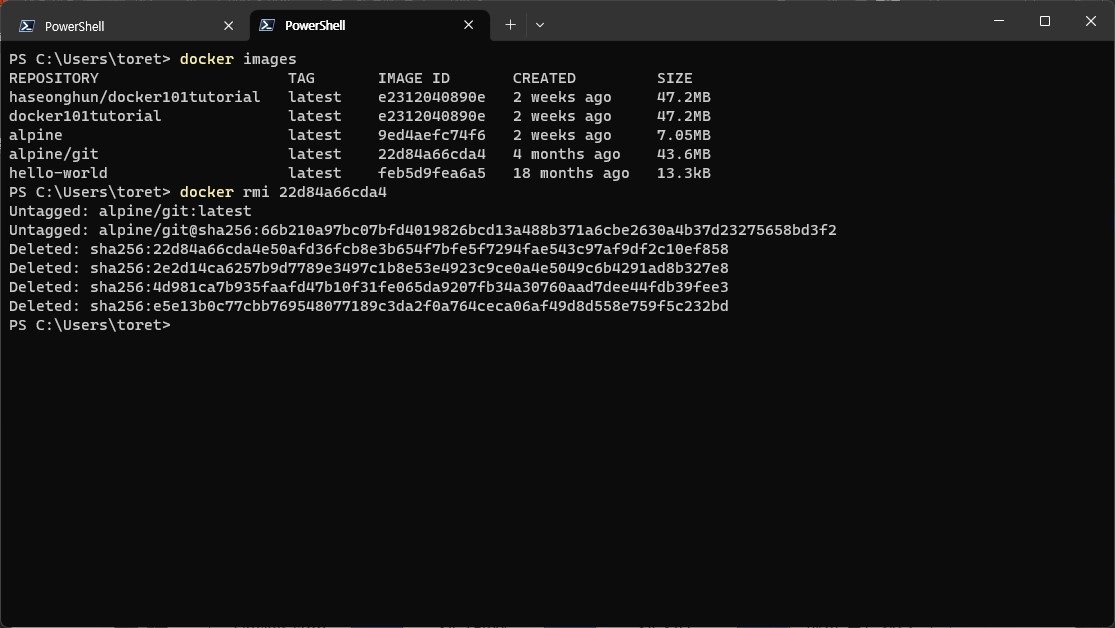 PowerShell
PowerShell
PS C:\Users\toret> docker images
REPOSITORY TAG IMAGE ID CREATED SIZE
haseonghun/docker101tutorial latest e2312040890e 2 weeks ago 47.2MB
docker101tutorial latest e2312040890e 2 weeks ago 47.2MB
alpine latest 9ed4aefc74f6 2 weeks ago 7.05MB
alpine/git latest 22d84a66cda4 4 months ago 43.6MB
hello-world latest feb5d9fea6a5 18 months ago 13.3kB
PS C:\Users\toret> docker rmi 22d84a66cda4
Untagged: alpine/git:latest
Untagged: alpine/git@sha256:66b210a97bc07bfd4019826bcd13a488b371a6cbe2630a4b37d23275658bd3f2
Deleted: sha256:22d84a66cda4e50afd36fcb8e3b654f7bfe5f7294fae543c97af9df2c10ef858
Deleted: sha256:2e2d14ca6257b9d7789e3497c1b8e53e4923c9ce0a4e5049c6b4291ad8b327e8
Deleted: sha256:4d981ca7b935faafd47b10f31fe065da9207fb34a30760aad7dee44fdb39fee3
Deleted: sha256:e5e13b0c77cbb769548077189c3da2f0a764ceca06af49d8d558e759f5c232bd
PS C:\Users\toret>